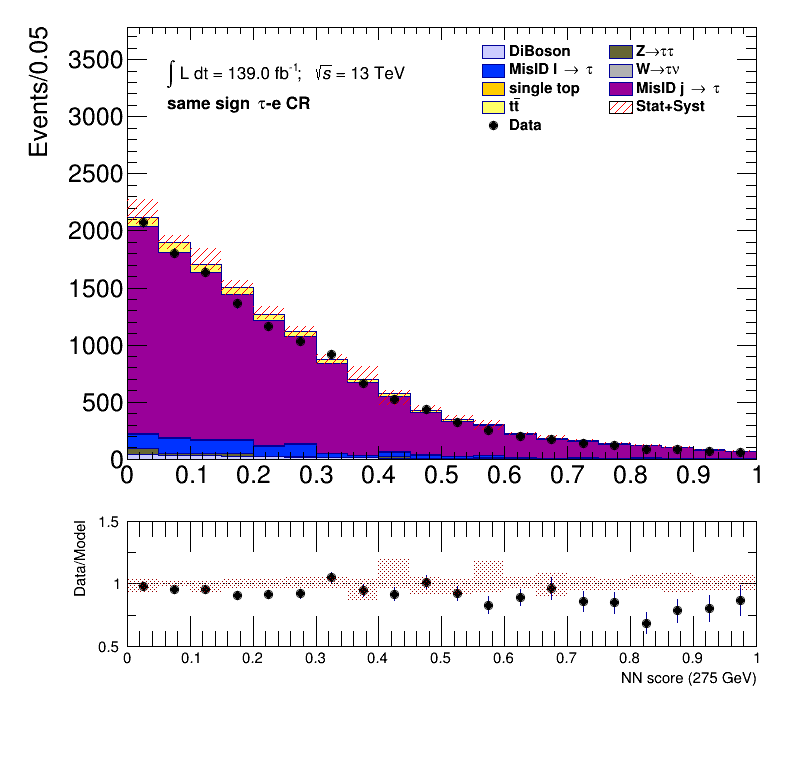 Events/0.05
3500
3000
2500
2000
1500
1000
500
0
∫ L dt = 139.0 fb⁻¹; √s = 13 TeV
same sign τ-e CR
DiBoson
MisID l → τ
single top
tt̄
Data
Z→ττ
W→τν
MisID j → τ
Stat+Syst
0 0.1 0.2 0.3 0.4 0.5 0.6 0.7 0.8 0.9 1
Data/Model
1.5
1
0.5
0 0.1 0.2 0.3 0.4 0.5 0.6 0.7 0.8 0.9 1
NN score (275 GeV)